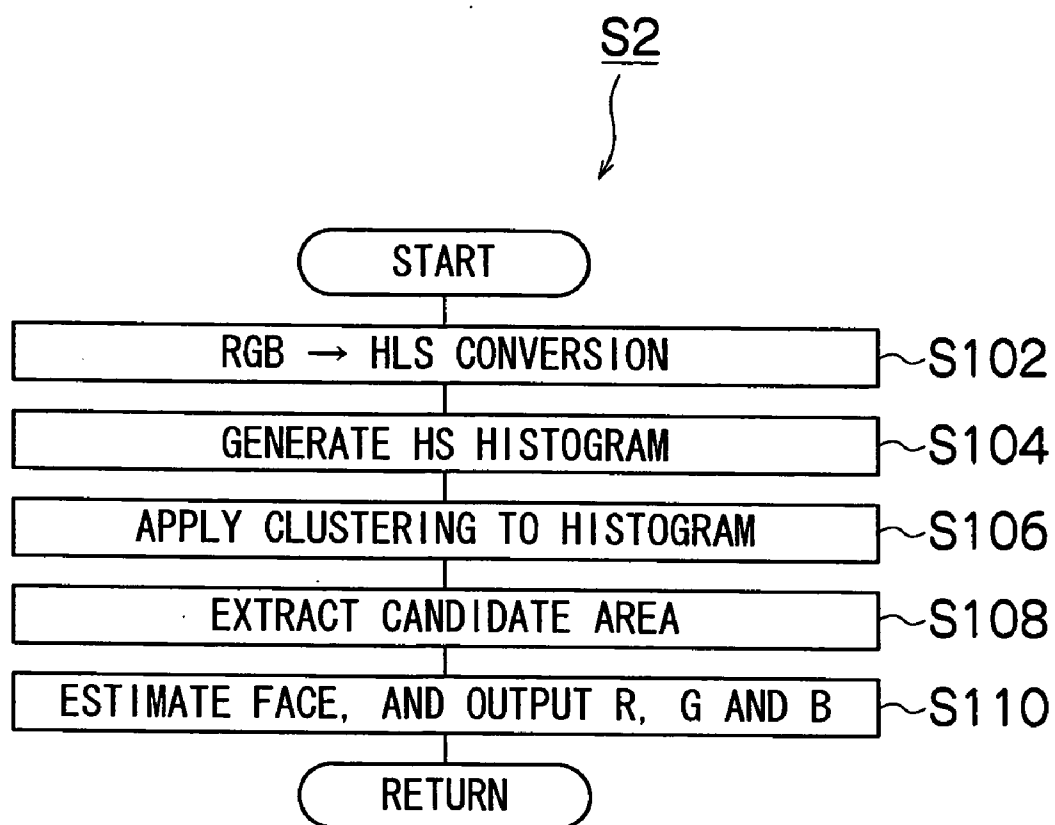 S2
START
RGB → HLS CONVERSION
S102
GENERATE HS HISTOGRAM
S104
APPLY CLUSTERING TO HISTOGRAM
S106
EXTRACT CANDIDATE AREA
S108
ESTIMATE FACE, AND OUTPUT R, G AND B
S110
RETURN